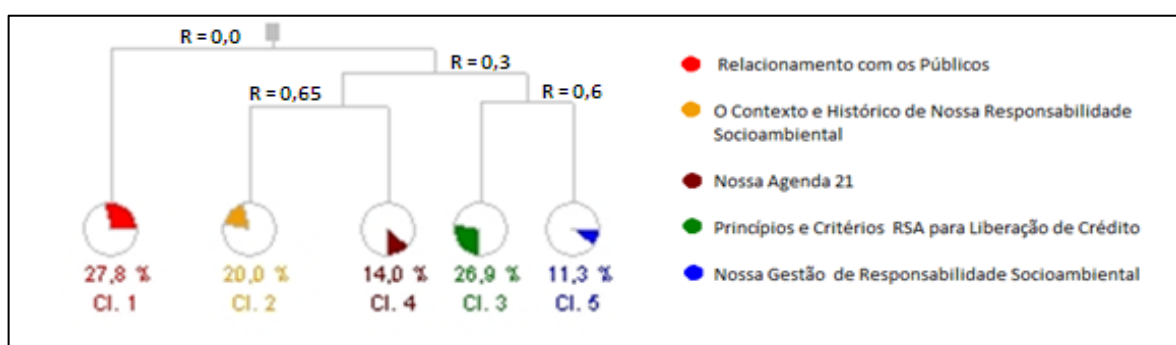 R = 0,0
R = 0,3
R = 0,65
R = 0,6
27,8 %
Cl. 1
20,0 %
Cl. 2
14,0 %
Cl. 4
26,9 %
Cl. 3
11,3 %
Cl. 5
Relacionamento com os Públicos
O Contexto e Histórico de Nossa Responsabilidade
Socioambiental
Nossa Agenda 21
Princípios e Critérios RSA para Liberação de Crédito
Nossa Gestão de Responsabilidade Socioambiental